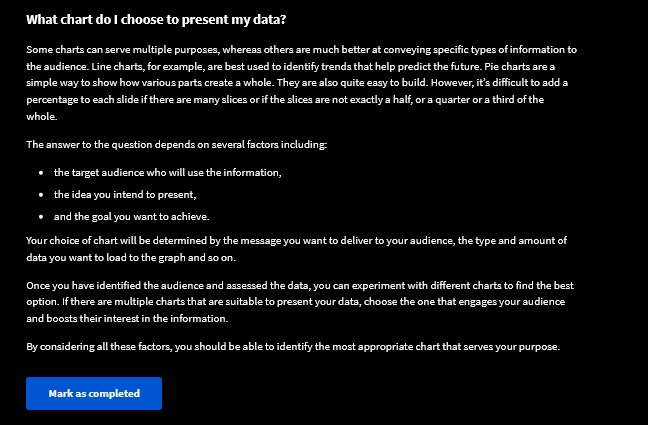 What chart do I choose to present my data?
Some charts can serve multiple purposes, whereas others are much better at conveying specific types of information to
the audience. Line charts, for example, are best used to identify trends that help predict the future. Pie charts are a
simple way to show how various parts create a whole. They are also quite easy to build. However, it's difficult to add a
percentage to each slide if there are many slices or if the slices are not exactly a half, or a quarter or a third of the
whole.
The answer to the question depends on several factors including:
• the target audience who will use the information,
• the idea you intend to present,
• and the goal you want to achieve.
Your choice of chart will be determined by the message you want to deliver to your audience, the type and amount of
data you want to load to the graph and so on.
Once you have identified the audience and assessed the data, you can experiment with different charts to find the best
option. If there are multiple charts that are suitable to present your data, choose the one that engages your audience
and boosts their interest in the information.
By considering all these factors, you should be able to identify the most appropriate chart that serves your purpose.
Mark as completed